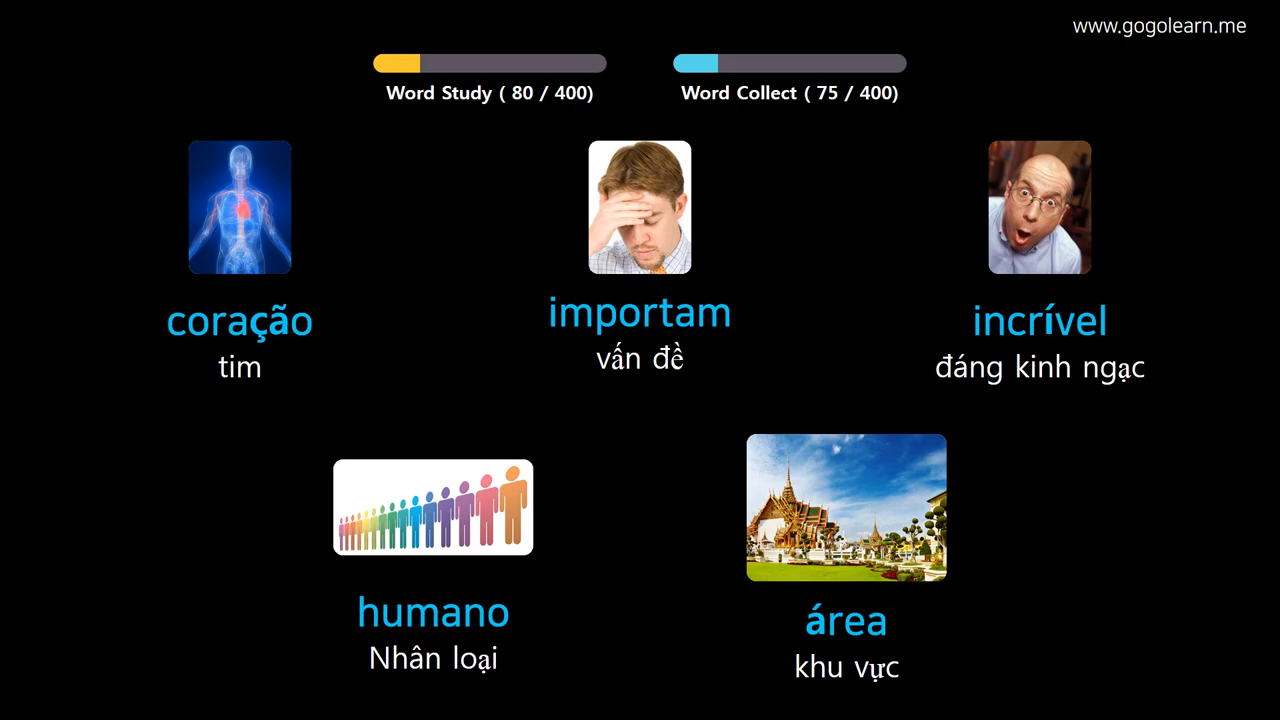 www.gogolearn.me
Word Study ( 80 / 400)
Word Collect ( 75 / 400)
coração
tim
importam
vấn đề
incrível
đáng kinh ngạc
humano
Nhân loại
área
khu vực